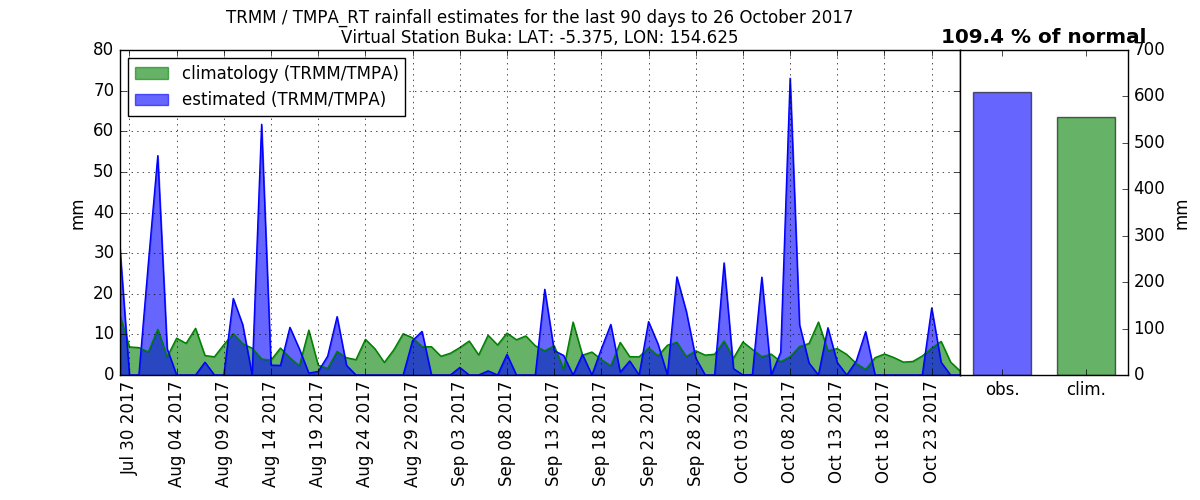 TRMM / TMPA_RT rainfall estimates for the last 90 days to 26 October 2017
Virtual Station Buka: LAT: -5.375, LON: 154.625
109.4 % of normal
climatology (TRMM/TMPA)
estimated (TRMM/TMPA)
mm
80
70
60
50
40
30
20
10
0
Jul 30 2017
Aug 04 2017
Aug 09 2017
Aug 14 2017
Aug 19 2017
Aug 24 2017
Aug 29 2017
Sep 03 2017
Sep 08 2017
Sep 13 2017
Sep 18 2017
Sep 23 2017
Sep 28 2017
Oct 03 2017
Oct 08 2017
Oct 13 2017
Oct 18 2017
Oct 23 2017
obs.
clim.
700
600
500
400
300
200
100
0
mm